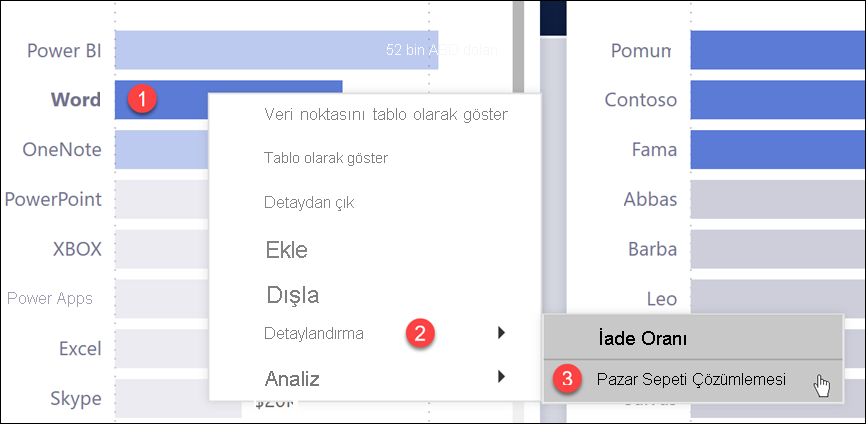 Power BI
52 bin ABD doları
Word
1
OneNote
PowerPoint
XBOX
Power Apps
Excel
Skype
Veri noktasını tablo olarak göster
Tablo olarak göster
Detaydan çık
Ekle
Dışla
Detaylandırma
2
Analiz
İade Oranı
3
Pazar Sepeti Çözümlemesi
Pomum
Contoso
Fama
Abbas
Barba
Leo